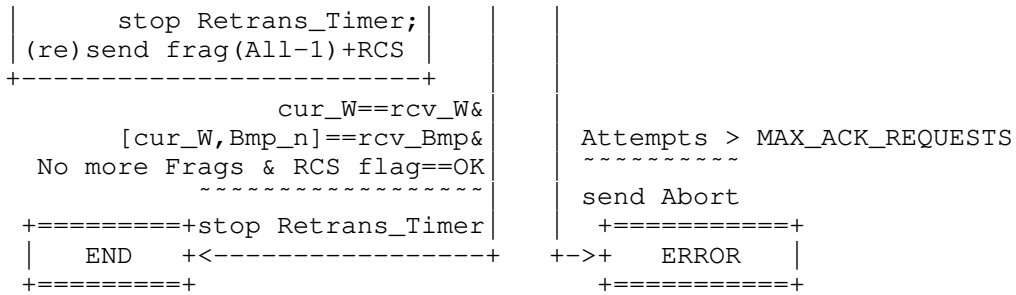 |       stop Retrans_Timer;|    |    |
|(re)send frag(All-1)+RCS  |    |    |
+--------------------------+    |    |
                  cur_W==rcv_W&|    |
        [cur_W,Bmp_n]==rcv_Bmp&|    | Attempts > MAX_ACK_REQUESTS
  No more Frags & RCS flag==OK|    | ~~~~~~~~~~
            ~~~~~~~~~~~~~~~~~~|    | send Abort
 +=========+stop Retrans_Timer|    |  +===========+
 |   END   +<-----------------+    +->+   ERROR   |
 +=========+                          +===========+